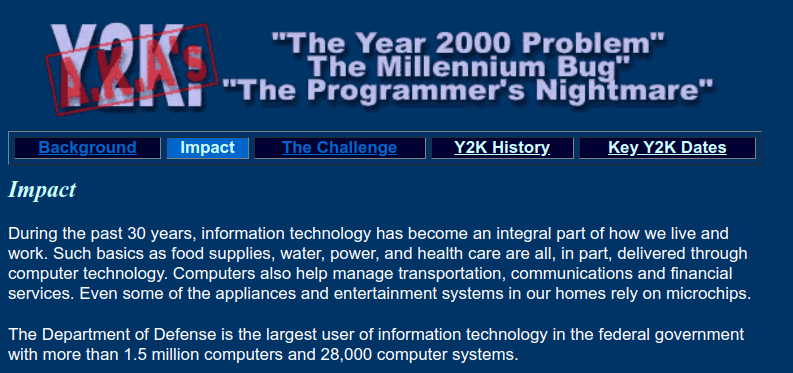 Y2K:
A.K.A's
"The Year 2000 Problem"
The Millennium Bug"
"The Programmer's Nightmare"
Background Impact The Challenge Y2K History Key Y2K Dates
Impact
During the past 30 years, information technology has become an integral part of how we live and
work. Such basics as food supplies, water, power, and health care are all, in part, delivered through
computer technology. Computers also help manage transportation, communications and financial
services. Even some of the appliances and entertainment systems in our homes rely on microchips.
The Department of Defense is the largest user of information technology in the federal government
with more than 1.5 million computers and 28,000 computer systems.